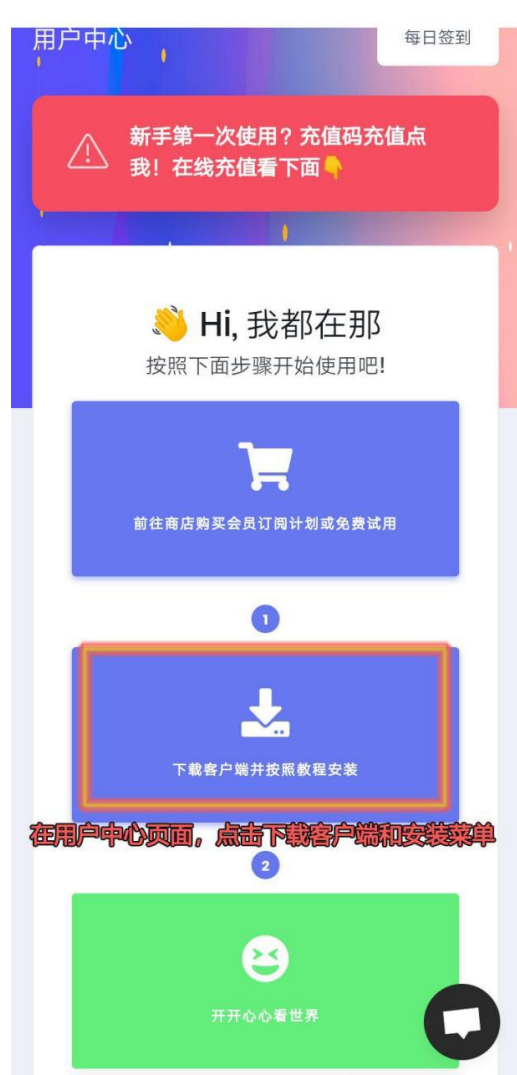 用户中心
每日签到
新手第一次使用？充值码充值点
我！在线充值看下面👇
👋 Hi, 我都在那
按照下面步骤开始使用吧!
前往商店购买会员订阅计划或免费试用
1
下载客户端并按照教程安装
在用户中心页面，点击下载客户端和安装菜单
2
开开心心看世界